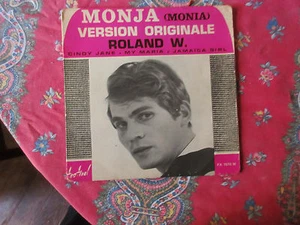 MONJA (MONIA)
VERSION ORIGINALE
ROLAND W.
CINDY JANE - MY MARIA - JAMAICA GIRL